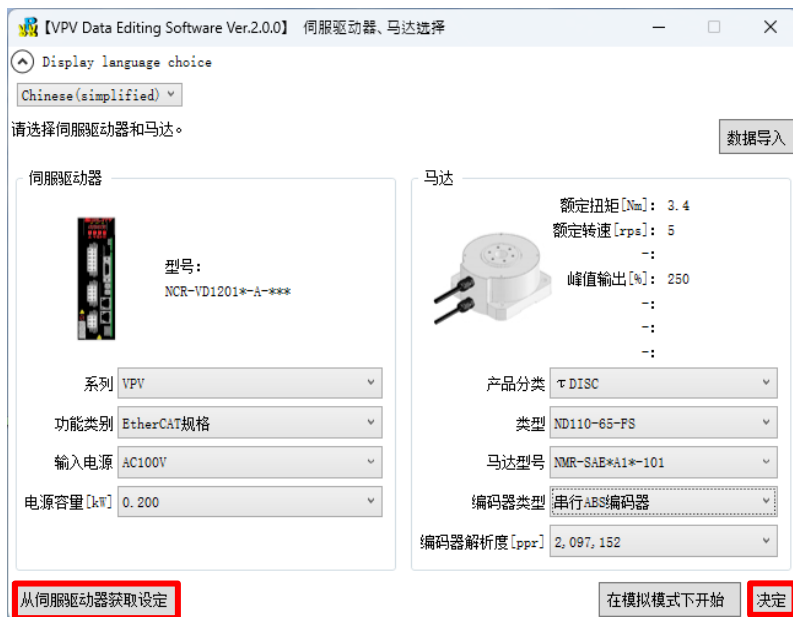 【VPV Data Editing Software Ver.2.0.0】 伺服驱动器、马达选择
Display language choice
Chinese(simplified)
请选择伺服驱动器和马达。
数据导入
伺服驱动器
型号:
NCR-VD1201*-A-***
系列 VPV
功能类别 EtherCAT规格
输入电源 AC100V
电源容量[kW] 0.200
马达
额定扭矩[Nm]: 3.4
额定转速[rps]: 5
-:
峰值输出[%]: 250
-:
-:
-:
产品分类 τDISC
类型 ND110-65-FS
马达型号 NMR-SAE*A1*-101
编码器类型 串行ABS编码器
编码器解析度[ppr] 2,097,152
从伺服驱动器获取设定
在模拟模式下开始
决定